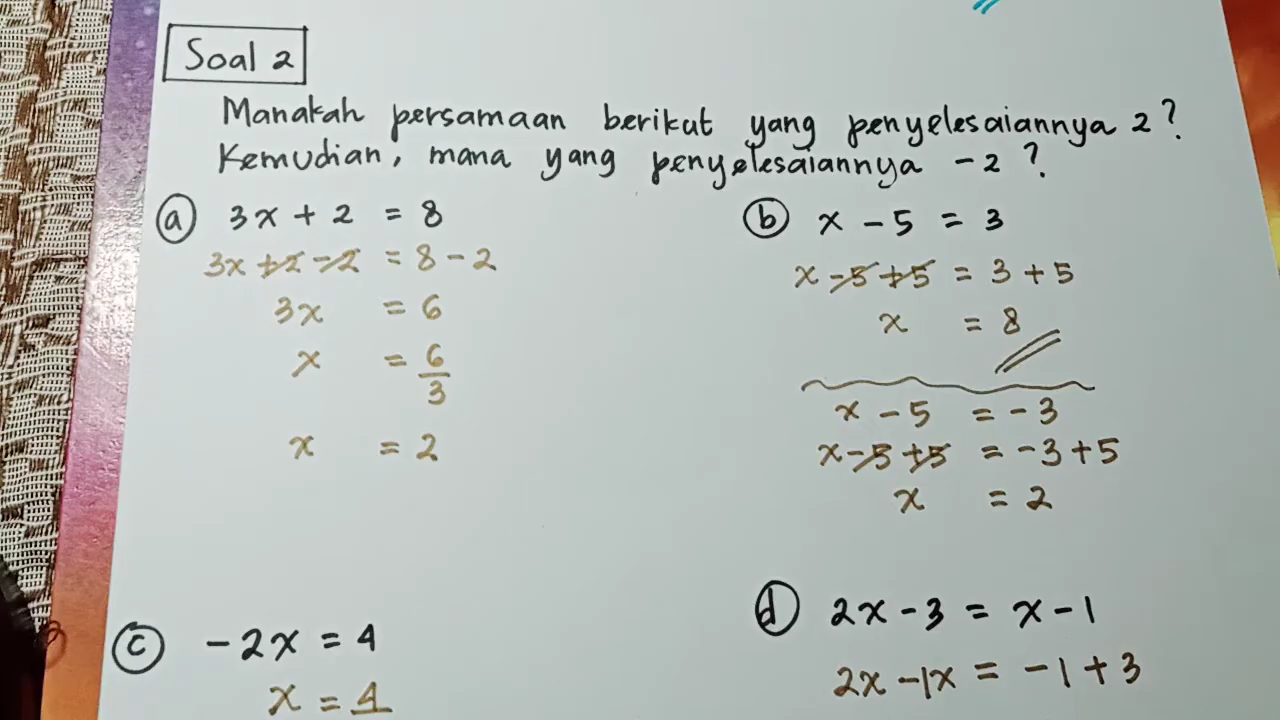 Soal 2
Manakah persamaan berikut yang penyelesaiannya 2?
Kemudian, mana yang penyelesaiannya -2?
(a) 3x + 2 = 8
3x +2 -2 = 8 - 2
3x = 6
x = 6/3
x = 2
(b) x - 5 = 3
x -5 +5 = 3 + 5
x = 8
x - 5 = -3
x -5 +5 = -3 + 5
x = 2
(c) -2x = 4
x = 4
(d) 2x - 3 = x - 1
2x - 1x = -1 + 3